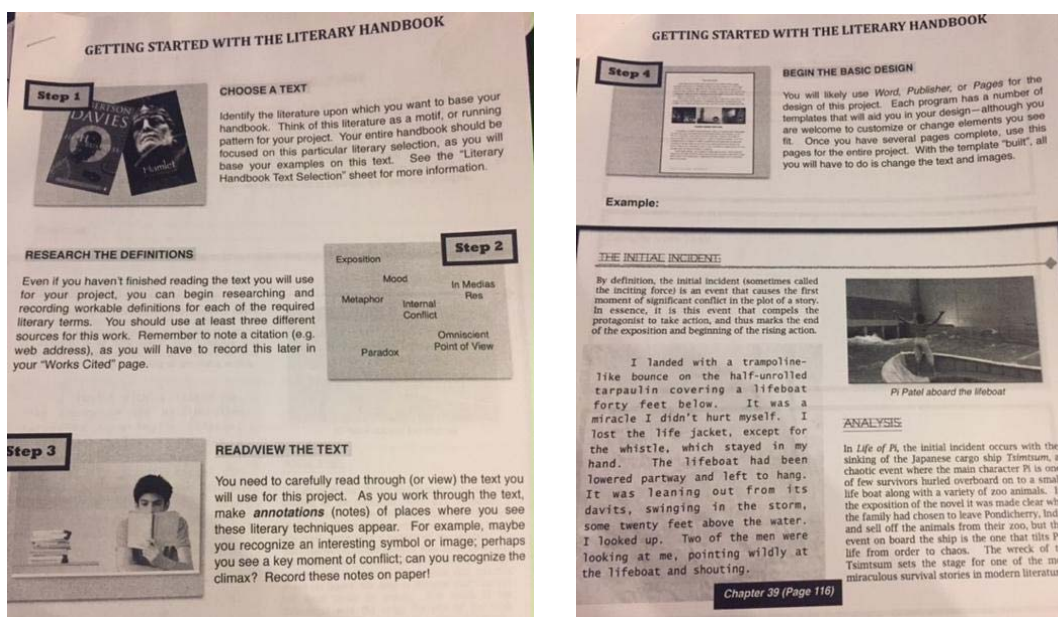 GETTING STARTED WITH THE LITERARY HANDBOOK
Step 1
DAVIES
Hamlet
CHOOSE A TEXT
Identify the literature upon which you want to base your
handbook. Think of this literature as a motif, or running
pattern for your project. Your entire handbook should be
focused on this particular literary selection, as you will
base your examples on this text. See the "Literary
Handbook Text Selection" sheet for more information.
RESEARCH THE DEFINITIONS
Even if you haven't finished reading the text you will use
for your project, you can begin researching and
recording workable definitions for each of the required
literary terms. You should use at least three different
sources for this work. Remember to note a citation (e.g.
web address), as you will have to record this later in
your "Works Cited" page.
Step 2
Exposition
Mood
In Medias
Res
Metaphor
Internal
Conflict
Omniscient
Point of View
Paradox
Step 3
READ/VIEW THE TEXT
You need to carefully read through (or view) the text you
will use for this project. As you work through the text,
make annotations (notes) of places where you see
these literary techniques appear. For example, maybe
you recognize an interesting symbol or image; perhaps
you see a key moment of conflict; can you recognize the
climax? Record these notes on paper!
GETTING STARTED WITH THE LITERARY HANDBOOK
Step 4
BEGIN THE BASIC DESIGN
You will likely use Word, Publisher, or Pages for the
design of this project. Each program has a number of
templates that will aid you in your design—although you
are welcome to customize or change elements you see
fit. Once you have several pages complete, use this
pages for the entire project. With the template "built", all
you will have to do is change the text and images.
Example:
THE INITIAL INCIDENT
By definition, the initial incident (sometimes called
the inciting force) is an event that causes the first
moment of significant conflict in the plot of a story.
In essence, it is this event that compels the
protagonist to take action, and thus marks the end
of the exposition and beginning of the rising action.
I landed with a trampoline-
like bounce on the half-unrolled
tarpaulin covering a lifeboat
forty feet below. It was a
miracle I didn't hurt myself. I
lost the life jacket, except for
the whistle, which stayed in my
hand. The lifeboat had been
lowered partway and left to hang.
It was leaning out from its
davits, swinging in the storm,
some twenty feet above the water.
I looked up. Two of the men were
looking at me, pointing wildly at
the lifeboat and shouting.
Chapter 39 (Page 116)
Pi Patel aboard the lifeboat
ANALYSIS
In Life of Pi, the initial incident occurs with the
sinking of the Japanese cargo ship Tsimtsum, a
chaotic event where the main character Pi is one
of few survivors hurled overboard on to a smal
life boat along with a variety of zoo animals.
the exposition of the novel it was made clear wh
the family had chosen to leave Pondicherry, Ind
and sell off the animals from their zoo, but th
event on board the ship is the one that tilts P
life from order to chaos. The wreck of
Tsimtsum sets the stage for one of the m
miraculous survival stories in modern literatu